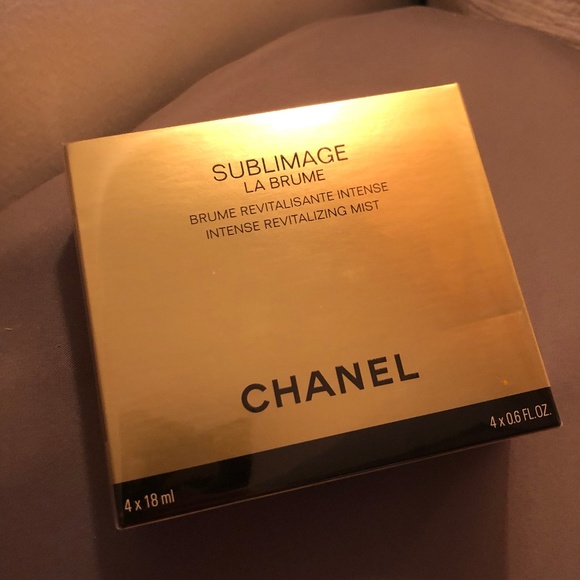 SUBLIMAGE
LA BRUME
BRUME REVITALISANTE INTENSE
INTENSE REVITALIZING MIST
CHANEL
4 x 18 ml
4 x 0.6 FL.OZ.